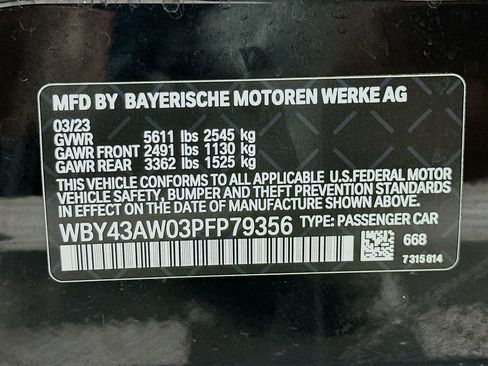 MFD BY BAYERISCHE MOTOREN WERKE AG
03/23
GVWR 5611 lbs 2545 kg
GAWR FRONT 2491 lbs 1130 kg
GAWR REAR 3362 lbs 1525 kg
THIS VEHICLE CONFORMS TO ALL APPLICABLE U.S.FEDERAL MOTOR
VEHICLE SAFETY, BUMPER AND THEFT PREVENTION STANDARDS
IN EFFECT ON THE DATE OF MANUFACTURE SHOWN ABOVE.
WBY43AW03PFP79356 TYPE: PASSENGER CAR
668
7315814